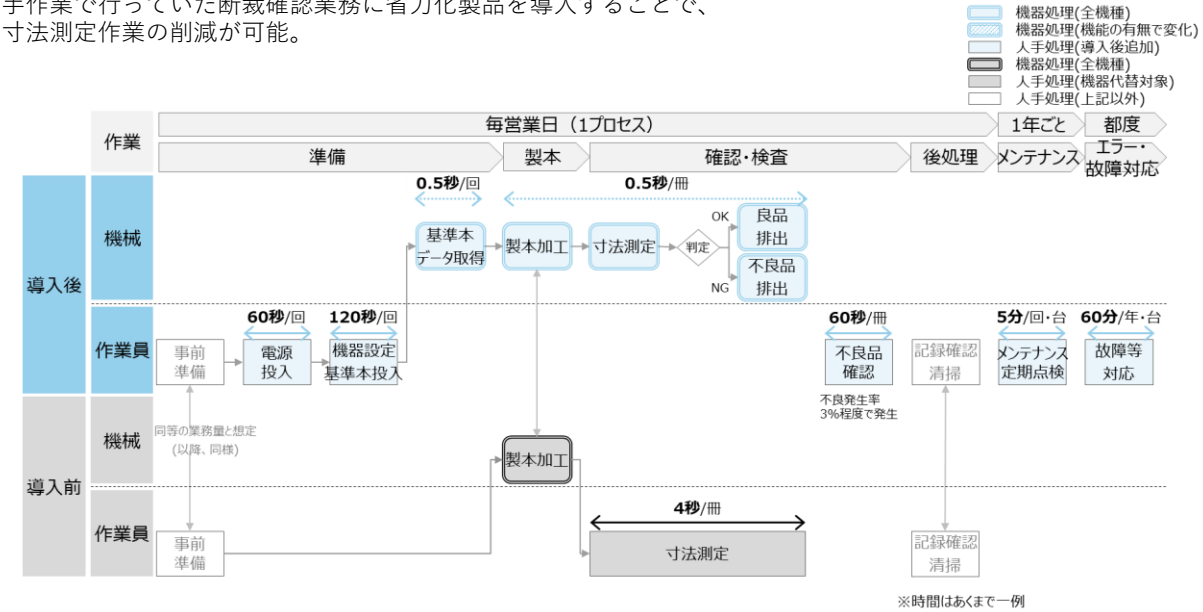 手作業で行っていた断裁確認業務に省力化製品を導入することで、
寸法測定作業の削減が可能。
機器処理(全機種)
機器処理(機能の有無で変化)
人手処理(導入後追加)
機器処理(全機種)
人手処理(機器代替対象)
人手処理(上記以外)
作業
毎営業日（1プロセス）
1年ごと
都度
準備
製本
確認・検査
後処理
メンテナンス
エラー・
故障対応
導入後
機械
0.5秒/回
0.5秒/冊
基準本
データ取得
製本加工
寸法測定
判定
OK
良品
排出
NG
不良品
排出
作業員
60秒/回
120秒/回
60秒/冊
5分/回・台
60分/年・台
事前
準備
電源
投入
機器設定
基準本投入
不良品
確認
不良発生率
3%程度で発生
記録確認
清掃
メンテナンス
定期点検
故障等
対応
同等の業務量と想定
(以降、同様)
導入前
機械
製本加工
作業員
4秒/冊
事前
準備
寸法測定
記録確認
清掃
※時間はあくまで一例